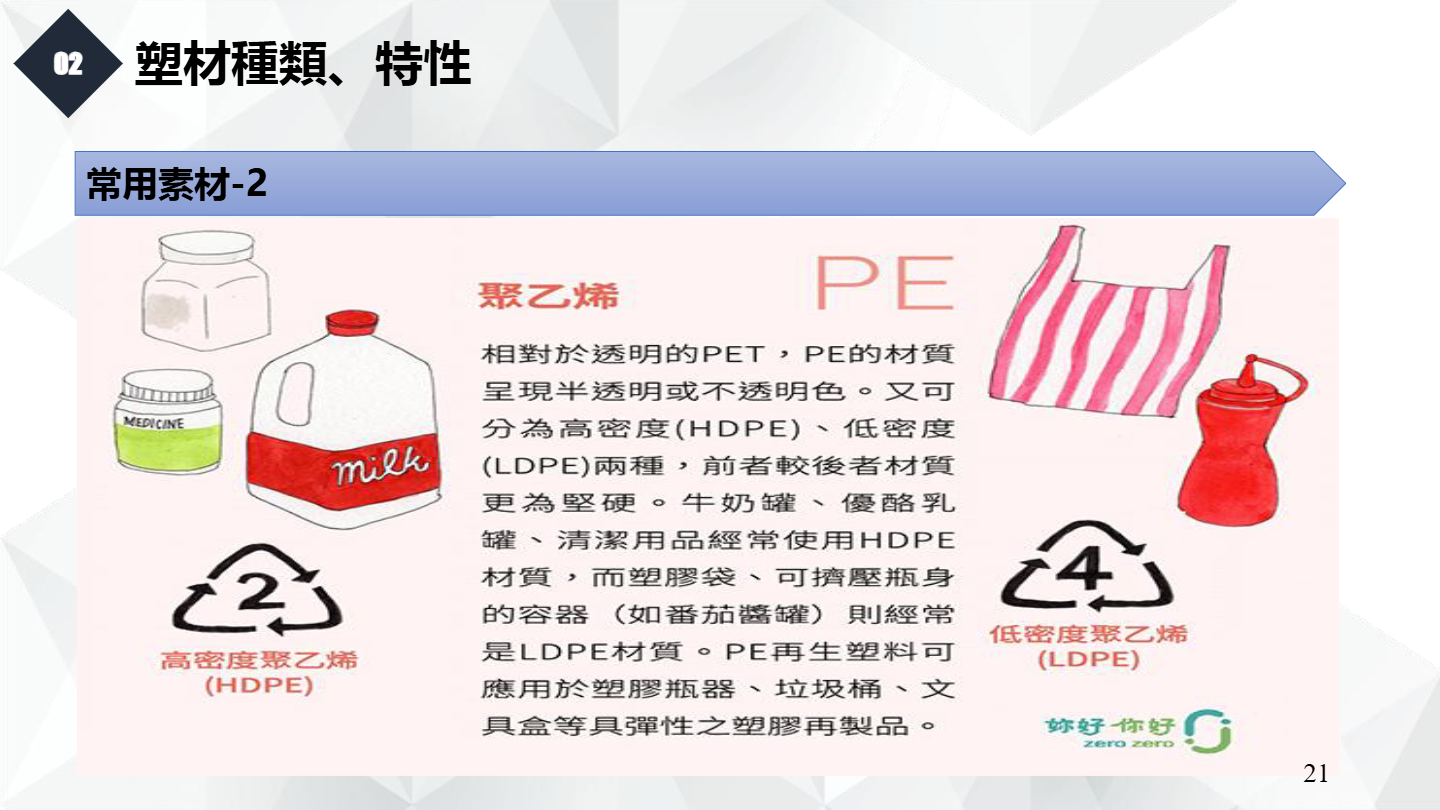 02
塑材種類、特性
常用素材-2
MEDICINE
milk
2
高密度聚乙烯
(HDPE)
聚乙烯
PE
相對於透明的PET，PE的材質
呈現半透明或不透明色。又可
分為高密度(HDPE)、低密度
(LDPE)兩種，前者較後者材質
更為堅硬。牛奶罐、優酪乳
罐、清潔用品經常使用HDPE
材質，而塑膠袋、可擠壓瓶身
的容器（如番茄醬罐）則經常
是LDPE材質。PE再生塑料可
應用於塑膠瓶器、垃圾桶、文
具盒等具彈性之塑膠再製品。
4
低密度聚乙烯
(LDPE)
妳好 你好
zero zero
21